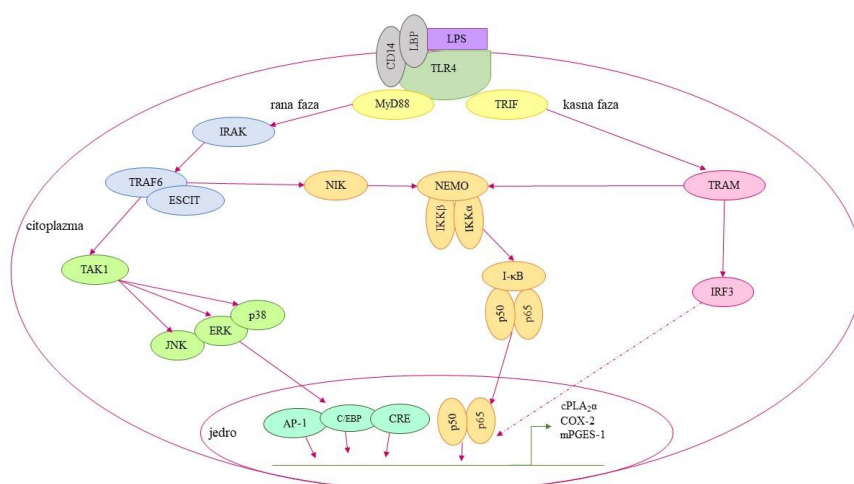 LPS
LBP
CD14
TLR4
rana faza
MyD88
TRIF
kasna faza
IRAK
TRAF6
ESCIT
NIK
NEMO
TRAM
IKKβ
IKKα
citoplazma
TAK1
I-κB
p50
p65
IRF3
p38
ERK
JNK
jedro
AP-1
C/EBP
CRE
p50
p65
cPLA₂α
COX-2
mPGES-1